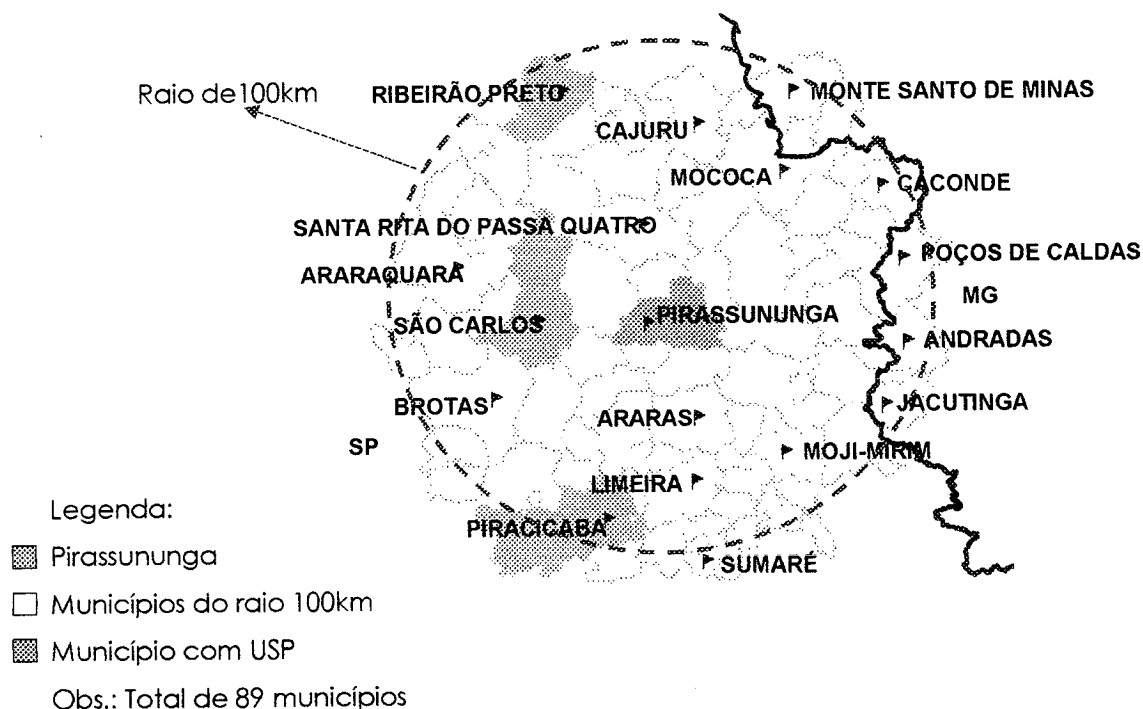 Raio de 100km
RIBEIRÃO PRETO
MONTE SANTO DE MINAS
CAJURU
MOCOCA
CACONDE
SANTA RITA DO PASSA QUATRO
POÇOS DE CALDAS
ARARAQUARA
MG
SÃO CARLOS
PIRASSUNUNGA
ANDRADAS
BROTAS
ARARAS
JACUTINGA
SP
MOJI-MIRIM
LIMEIRA
PIRACICABA
SUMARÉ
Legenda:
Pirassununga
Municípios do raio 100km
Município com USP
Obs.: Total de 89 municípios